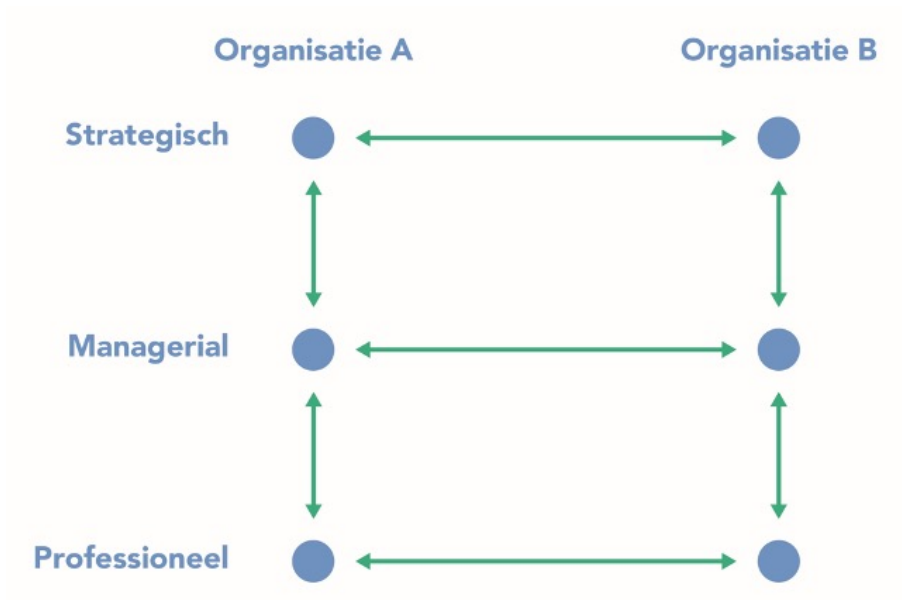 Organisatie A
Organisatie B
Strategisch
Managerial
Professioneel